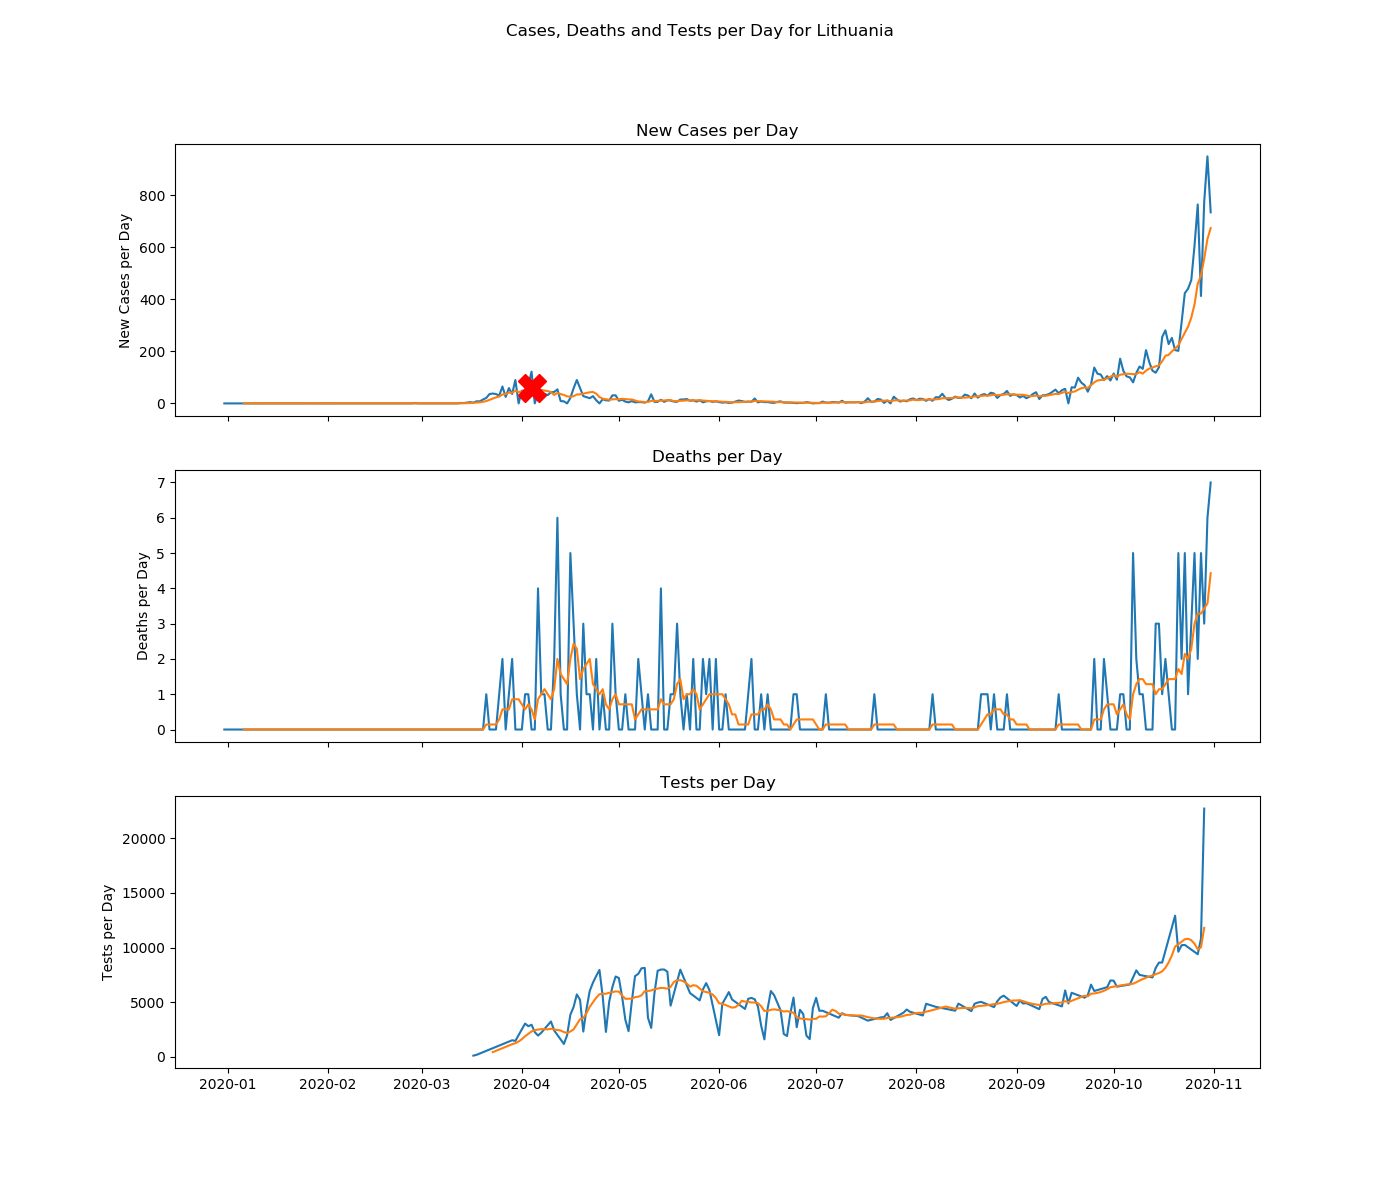 Cases, Deaths and Tests per Day for Lithuania
New Cases per Day
New Cases per Day
800
600
400
200
0
Deaths per Day
Deaths per Day
7
6
5
4
3
2
1
0
Tests per Day
Tests per Day
20000
15000
10000
5000
0
2020-01 2020-02 2020-03 2020-04 2020-05 2020-06 2020-07 2020-08 2020-09 2020-10 2020-11